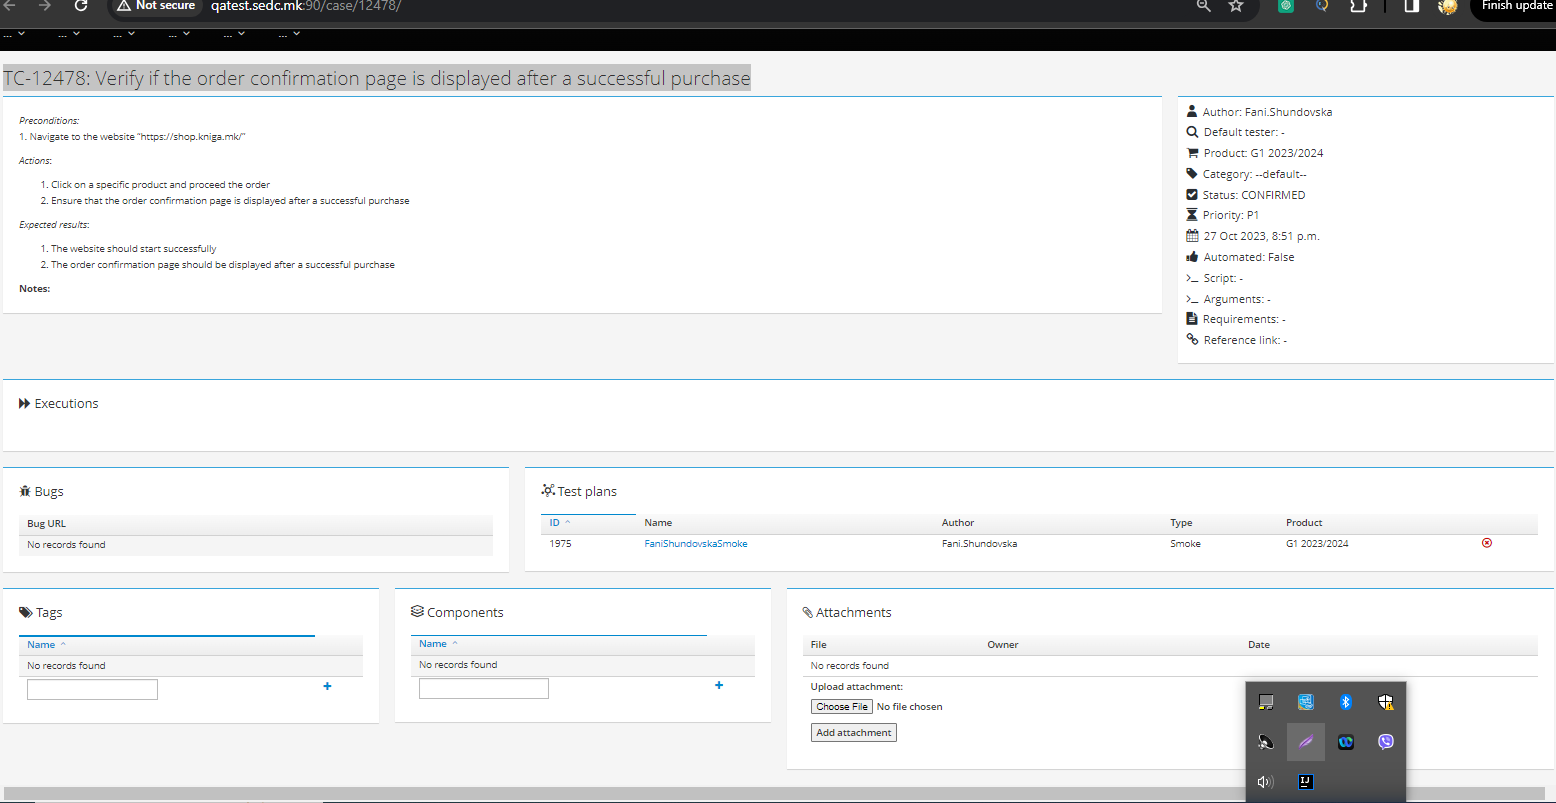 Not secure
qatest.sedc.mk:90/case/12478/
Finish update
... ... ... ... ... ...
TC-12478: Verify if the order confirmation page is displayed after a successful purchase
Preconditions:
1. Navigate to the website “https://shop.kniga.mk/”
Actions:
1. Click on a specific product and proceed the order
2. Ensure that the order confirmation page is displayed after a successful purchase
Expected results:
1. The website should start successfully
2. The order confirmation page should be displayed after a successful purchase
Notes:
Author: Fani.Shundovska
Default tester: -
Product: G1 2023/2024
Category: --default--
Status: CONFIRMED
Priority: P1
27 Oct 2023, 8:51 p.m.
Automated: False
Script: -
Arguments: -
Requirements: -
Reference link: -
Executions
Bugs
Bug URL
No records found
Test plans
ID Name Author Type Product
1975 FaniShundovskaSmoke Fani.Shundovska Smoke G1 2023/2024
Tags
Name
No records found
Components
Name
No records found
Attachments
File Owner Date
No records found
Upload attachment:
Choose File No file chosen
Add attachment
IJ